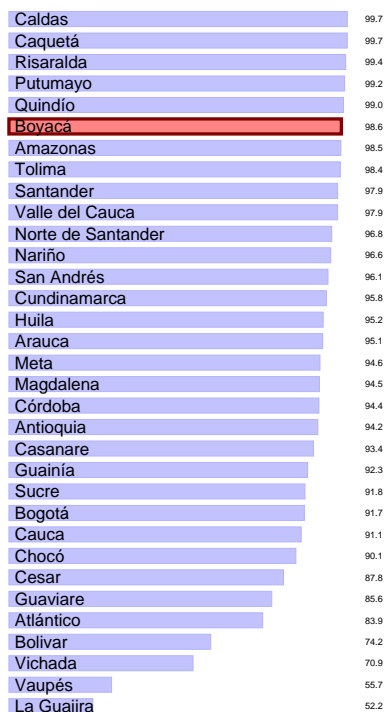 Caldas 99.7
Caquetá 99.7
Risaralda 99.4
Putumayo 99.2
Quindío 99.0
Boyacá 98.6
Amazonas 98.5
Tolima 98.4
Santander 97.9
Valle del Cauca 97.9
Norte de Santander 96.8
Nariño 96.6
San Andrés 96.1
Cundinamarca 95.8
Huila 95.2
Arauca 95.1
Meta 94.6
Magdalena 94.5
Córdoba 94.4
Antioquia 94.2
Casanare 93.4
Guainía 92.3
Sucre 91.8
Bogotá 91.7
Cauca 91.1
Chocó 90.1
Cesar 87.8
Guaviare 85.6
Atlántico 83.9
Bolivar 74.2
Vichada 70.9
Vaupés 55.7
La Guajira 52.2